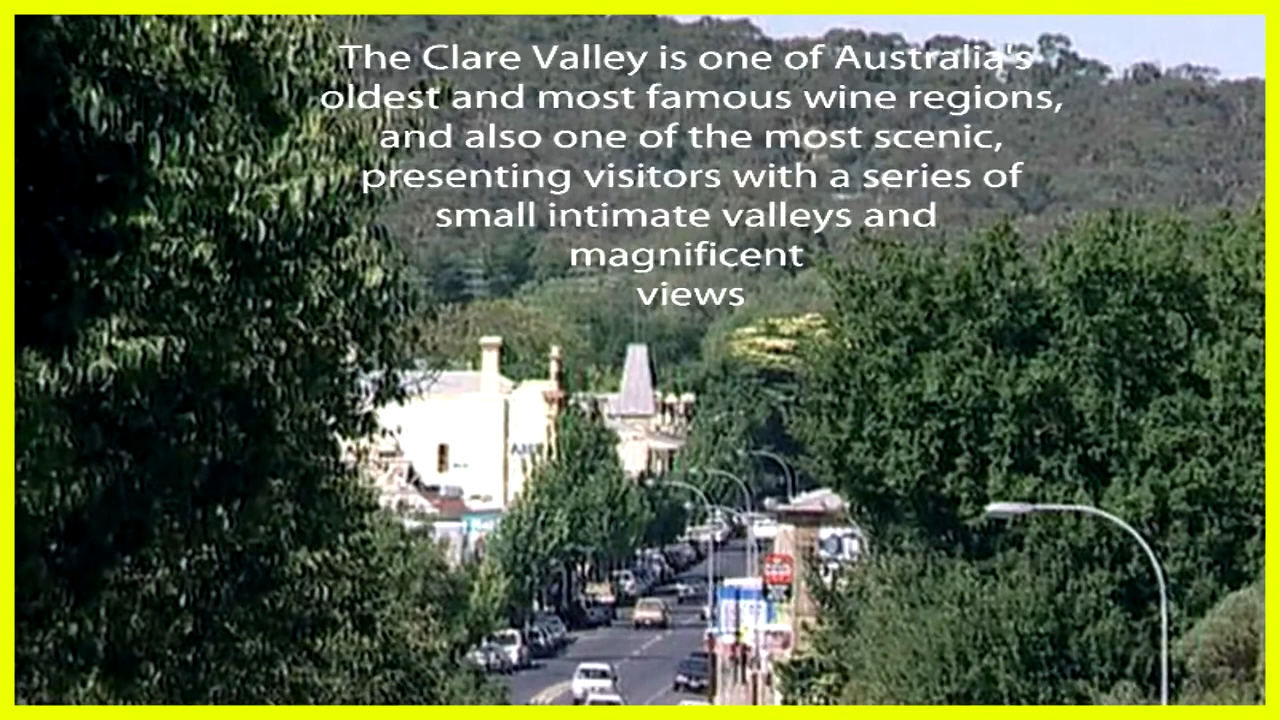 The Clare Valley is one of Australia's
oldest and most famous wine regions,
and also one of the most scenic,
presenting visitors with a series of
small intimate valleys and
magnificent
views